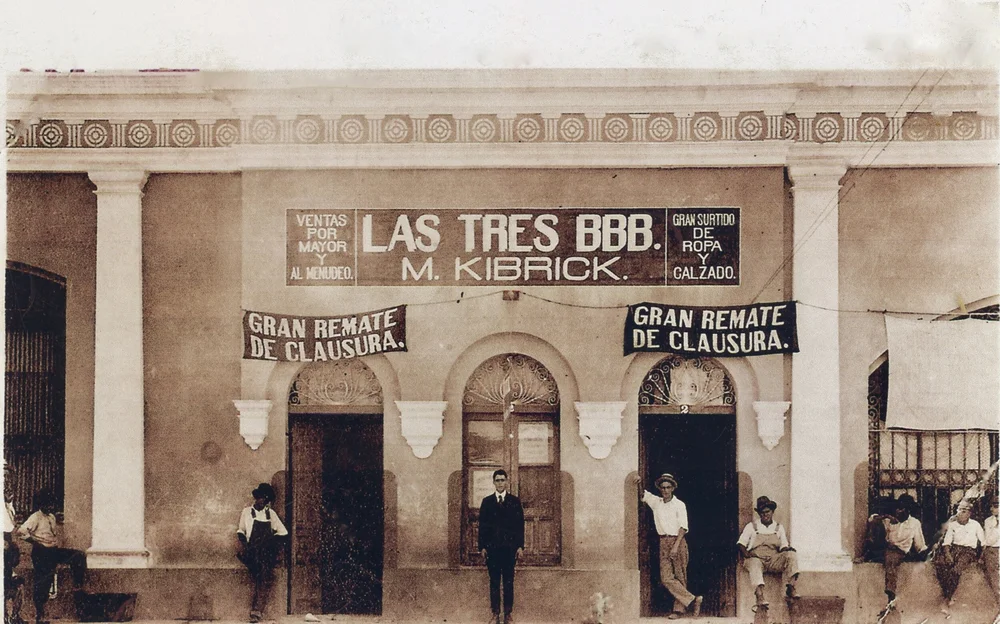 VENTAS
POR
MAYOR
Y
AL MENUDEO.
LAS TRES BBB.
M. KIBRICK.
GRAN SURTIDO
DE
ROPA
Y
CALZADO.
GRAN REMATE
DE CLAUSURA.
GRAN REMATE
DE CLAUSURA.
2